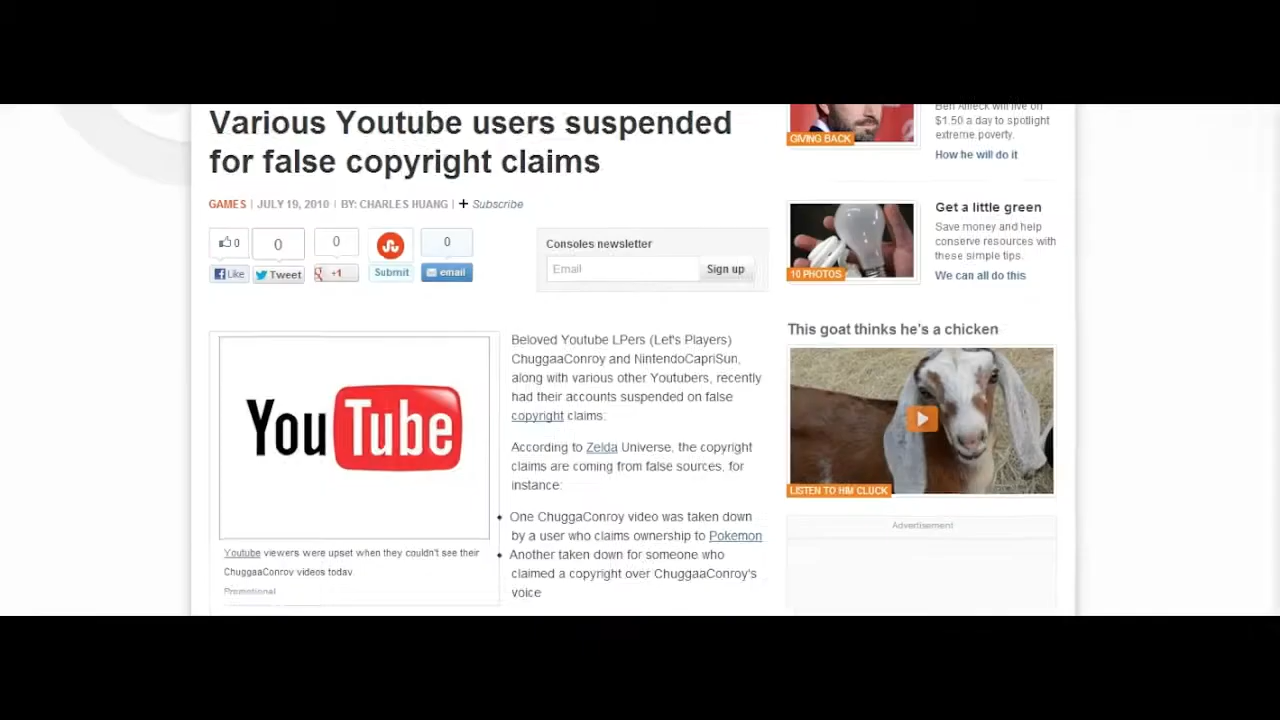 Various Youtube users suspended
for false copyright claims
GAMES | JULY 19, 2010 | BY: CHARLES HUANG | + Subscribe
0
0
0
0
Like
Tweet
+1
Submit
email
Consoles newsletter
Email
Sign up
YouTube
Youtube viewers were upset when they couldn't see their
ChuggaaConroy videos today.
Promotional
Beloved Youtube LPers (Let's Players)
ChuggaaConroy and NintendoCapriSun,
along with various other Youtubers, recently
had their accounts suspended on false
copyright claims:
According to Zelda Universe, the copyright
claims are coming from false sources, for
instance:
• One ChuggaConroy video was taken down
by a user who claims ownership to Pokemon
• Another taken down for someone who
claimed a copyright over ChuggaaConroy's
voice
GIVING BACK
Ben Affleck will live on
$1.50 a day to spotlight
extreme poverty.
How he will do it
10 PHOTOS
Get a little green
Save money and help
conserve resources with
these simple tips.
We can all do this
This goat thinks he's a chicken
LISTEN TO HIM CLUCK
Advertisement